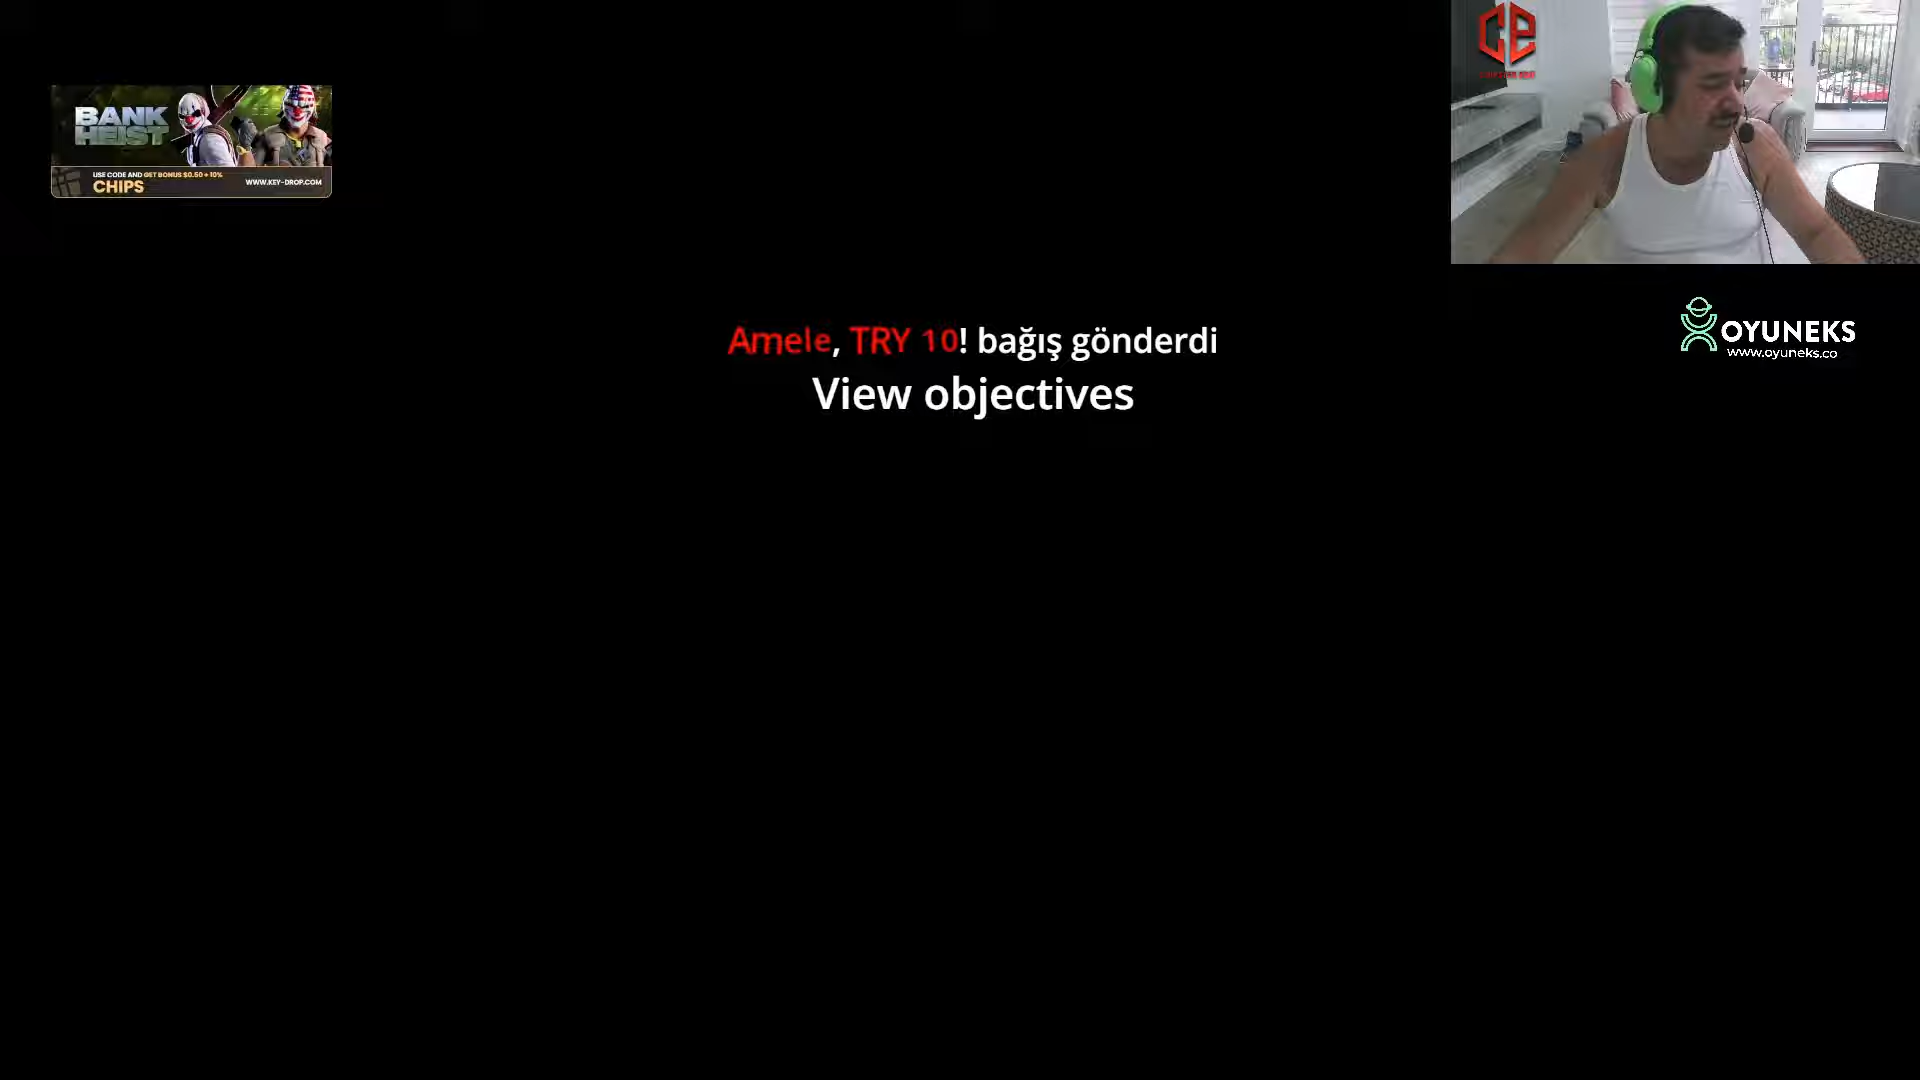 BANK
HEIST
USE CODE AND GET BONUS $0.50 + 10%
CHIPS
WWW.KEY-DROP.COM
CE
OYUNEKS
www.oyuneks.co
Amele, TRY 10! bağış gönderdi
View objectives